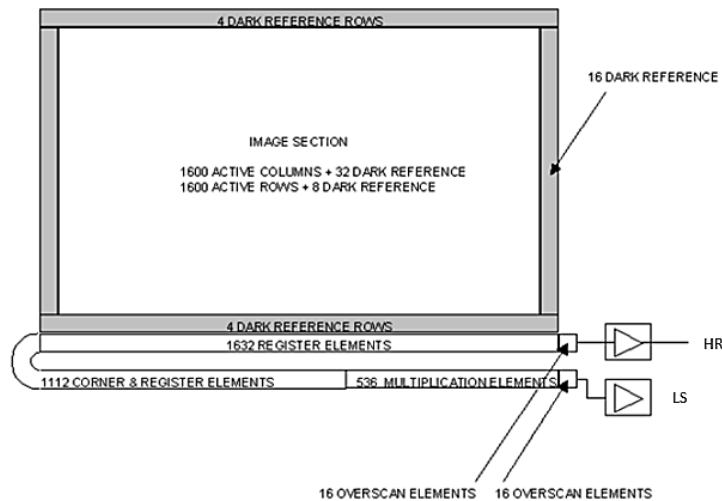 4 DARK REFERENCE ROWS
16 DARK REFERENCE
IMAGE SECTION
1600 ACTIVE COLUMNS + 32 DARK REFERENCE
1600 ACTIVE ROWS + 8 DARK REFERENCE
4 DARK REFERENCE ROWS
1632 REGISTER ELEMENTS
HR
1112 CORNER & REGISTER ELEMENTS
536 MULTIPLICATION ELEMENTS
LS
16 OVERSCAN ELEMENTS
16 OVERSCAN ELEMENTS